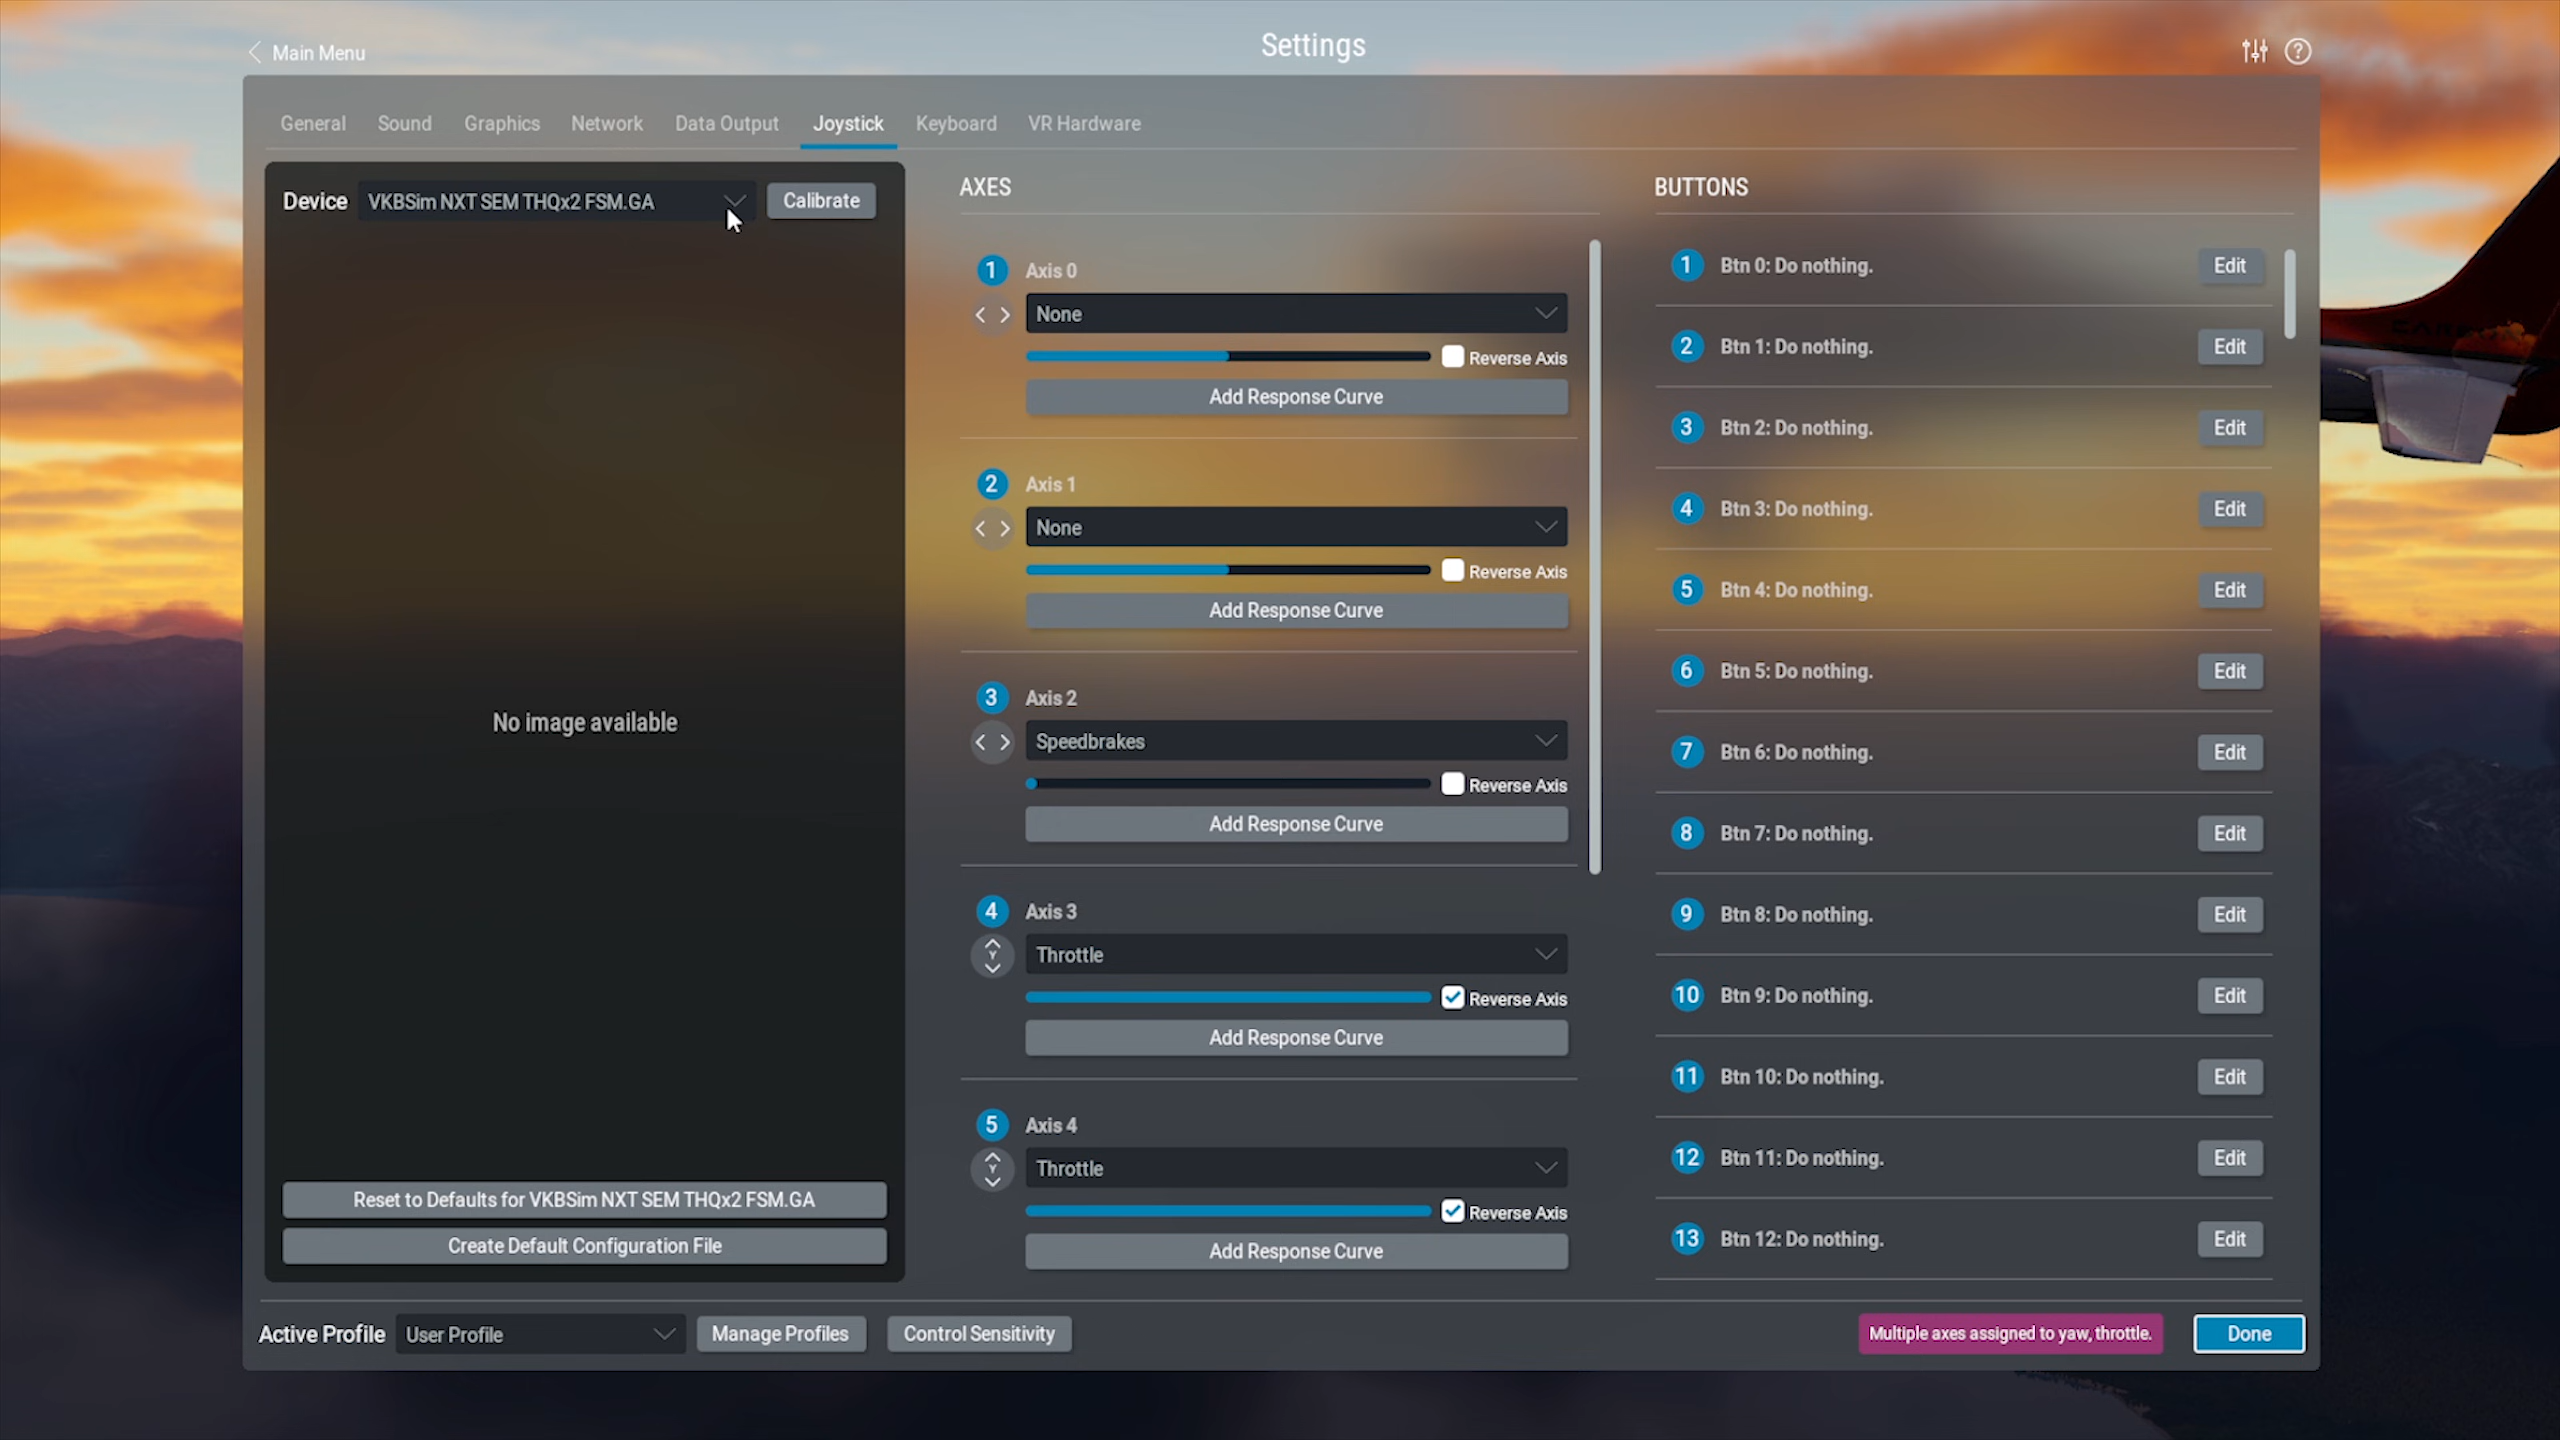 Main Menu
Settings
General Sound Graphics Network Data Output Joystick Keyboard VR Hardware
Device VKBSim NXT SEM THQx2 FSM.GA Calibrate
No image available
Reset to Defaults for VKBSim NXT SEM THQx2 FSM.GA
Create Default Configuration File
AXES
1 Axis 0
None
Reverse Axis
Add Response Curve
2 Axis 1
None
Reverse Axis
Add Response Curve
3 Axis 2
Speedbrakes
Reverse Axis
Add Response Curve
4 Axis 3
Y Throttle
Reverse Axis
Add Response Curve
5 Axis 4
Y Throttle
Reverse Axis
Add Response Curve
BUTTONS
1 Btn 0: Do nothing. Edit
2 Btn 1: Do nothing. Edit
3 Btn 2: Do nothing. Edit
4 Btn 3: Do nothing. Edit
5 Btn 4: Do nothing. Edit
6 Btn 5: Do nothing. Edit
7 Btn 6: Do nothing. Edit
8 Btn 7: Do nothing. Edit
9 Btn 8: Do nothing. Edit
10 Btn 9: Do nothing. Edit
11 Btn 10: Do nothing. Edit
12 Btn 11: Do nothing. Edit
13 Btn 12: Do nothing. Edit
Active Profile User Profile Manage Profiles Control Sensitivity
Multiple axes assigned to yaw, throttle. Done